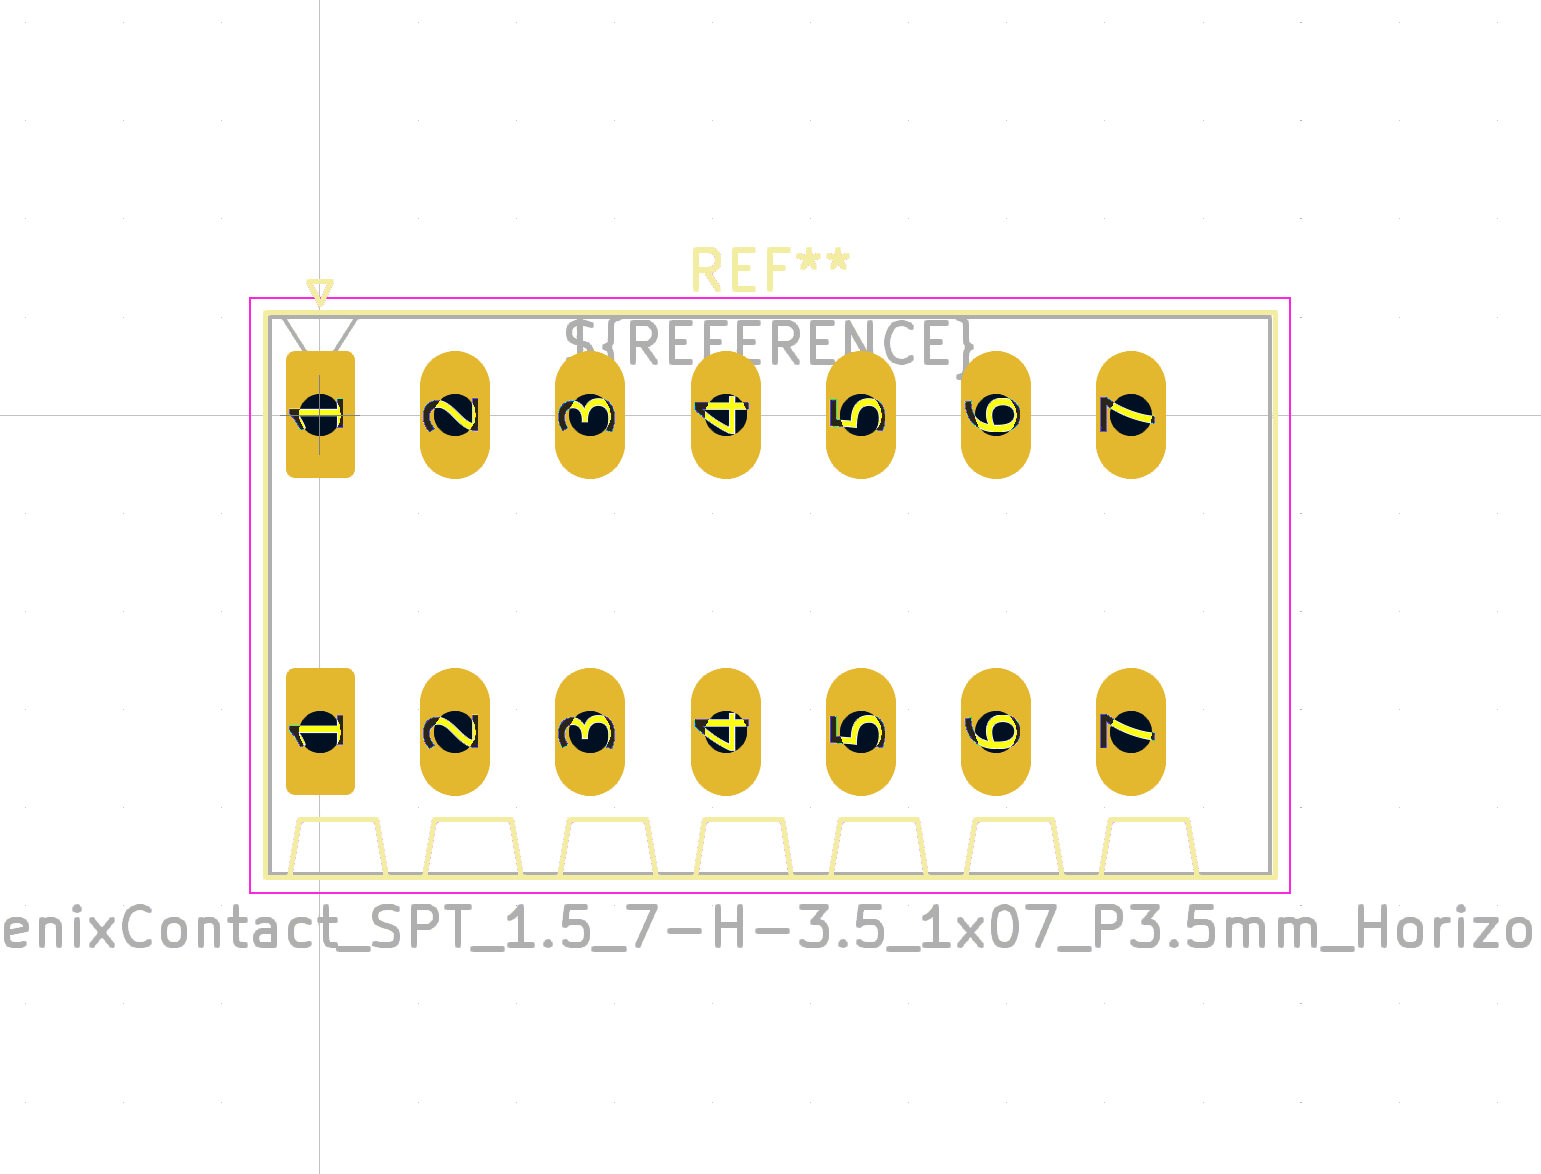 REF**
${REFERENCE}
1 2 3 4 5 6 7
1 2 3 4 5 6 7
enixContact_SPT_1.5_7-H-3.5_1x07_P3.5mm_Horizo